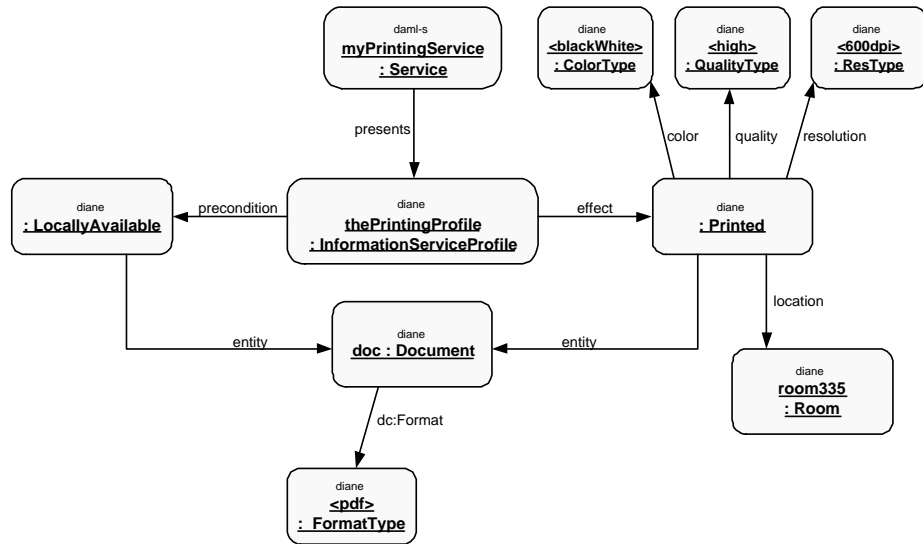 daml-s
myPrintingService
: Service
diane
<blackWhite>
: ColorType
diane
<high>
: QualityType
diane
<600dpi>
: ResType
presents
color
quality
resolution
diane
: LocallyAvailable
precondition
diane
thePrintingProfile
: InformationServiceProfile
effect
diane
: Printed
location
entity
diane
doc : Document
entity
diane
room335
: Room
dc:Format
diane
<pdf>
: FormatType